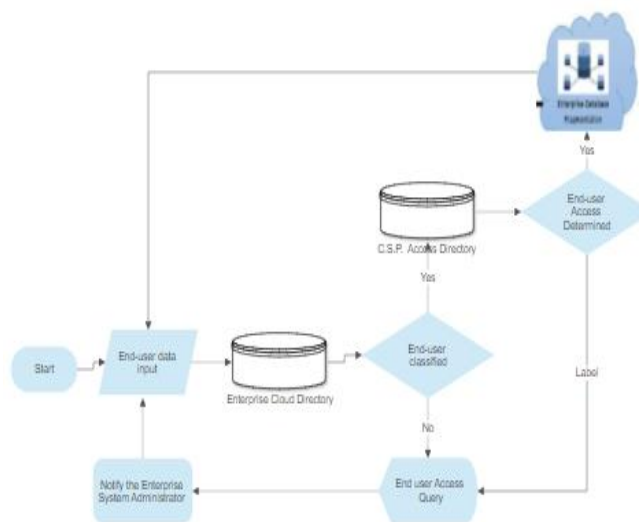 Enterprise Database
Fragmentation
Yes
End-user
Access
Determined
C.S.P. Access Directory
Yes
Start
End-user data
input
Enterprise Cloud Directory
End-user
classified
Label
No
Notify the Enterprise
System Administrator
End user Access
Query